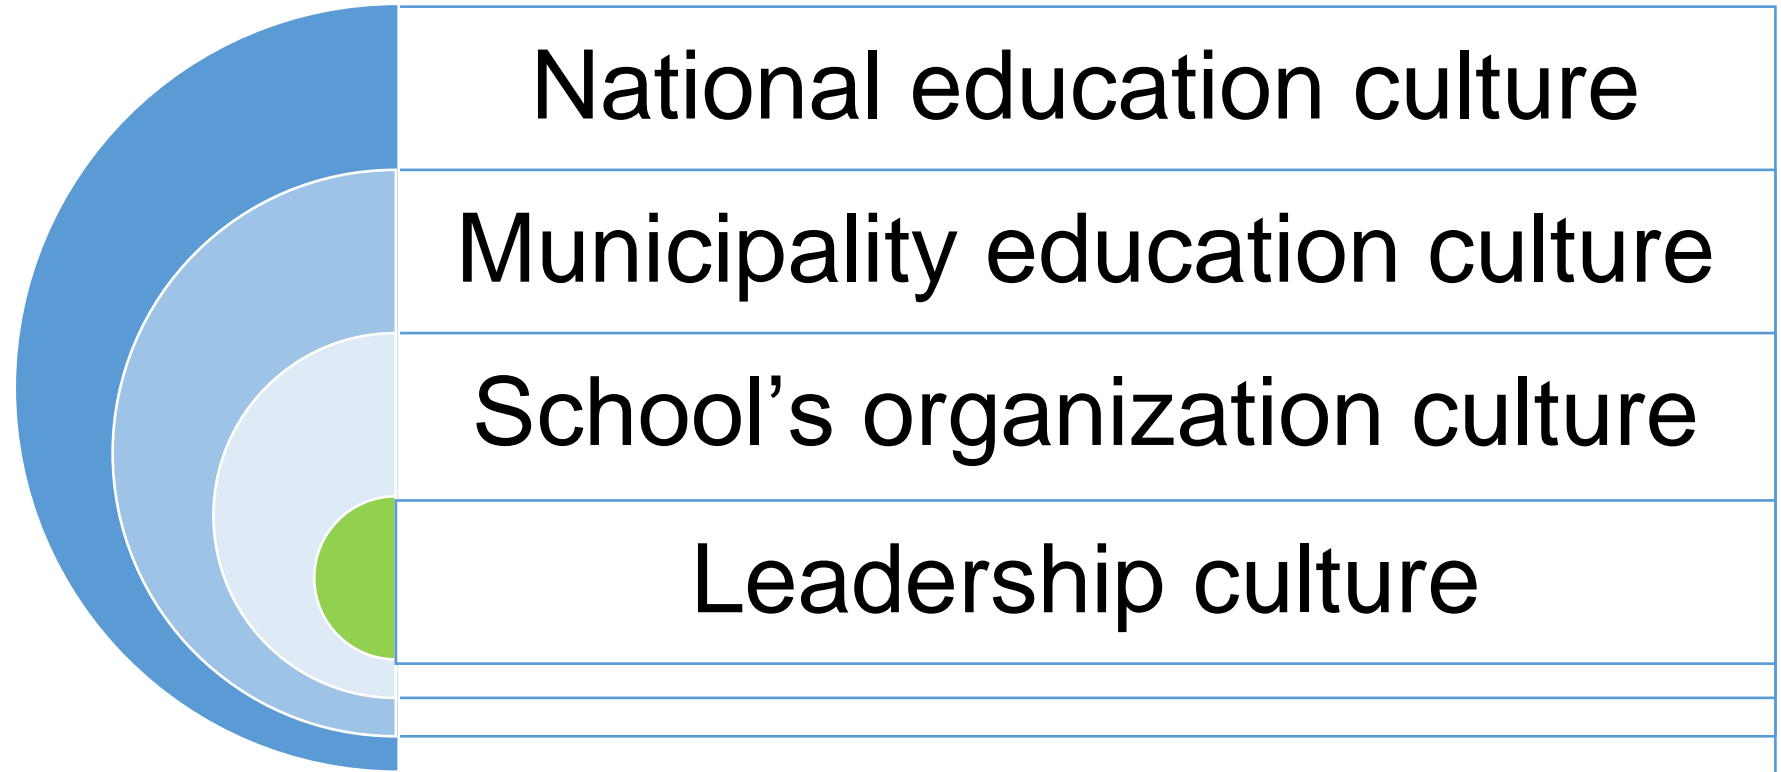 National education culture
Municipality education culture
School’s organization culture
Leadership culture